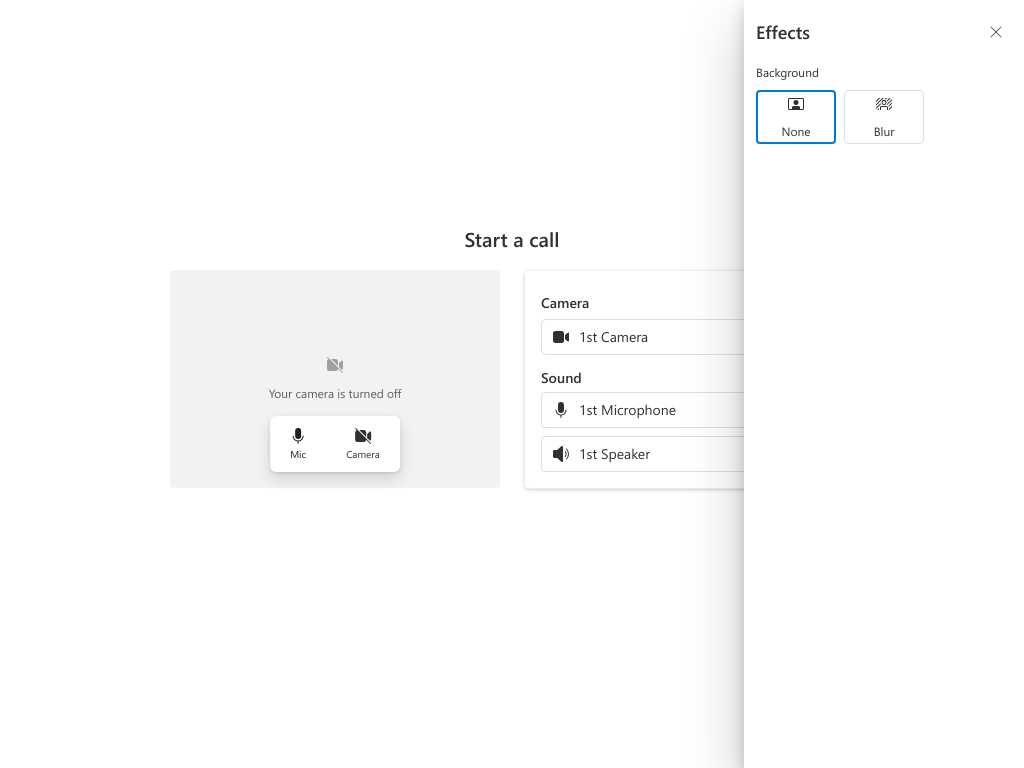 Start a call
Your camera is turned off
Mic
Camera
Camera
1st Camera
Sound
1st Microphone
1st Speaker
Effects
Background
None
Blur